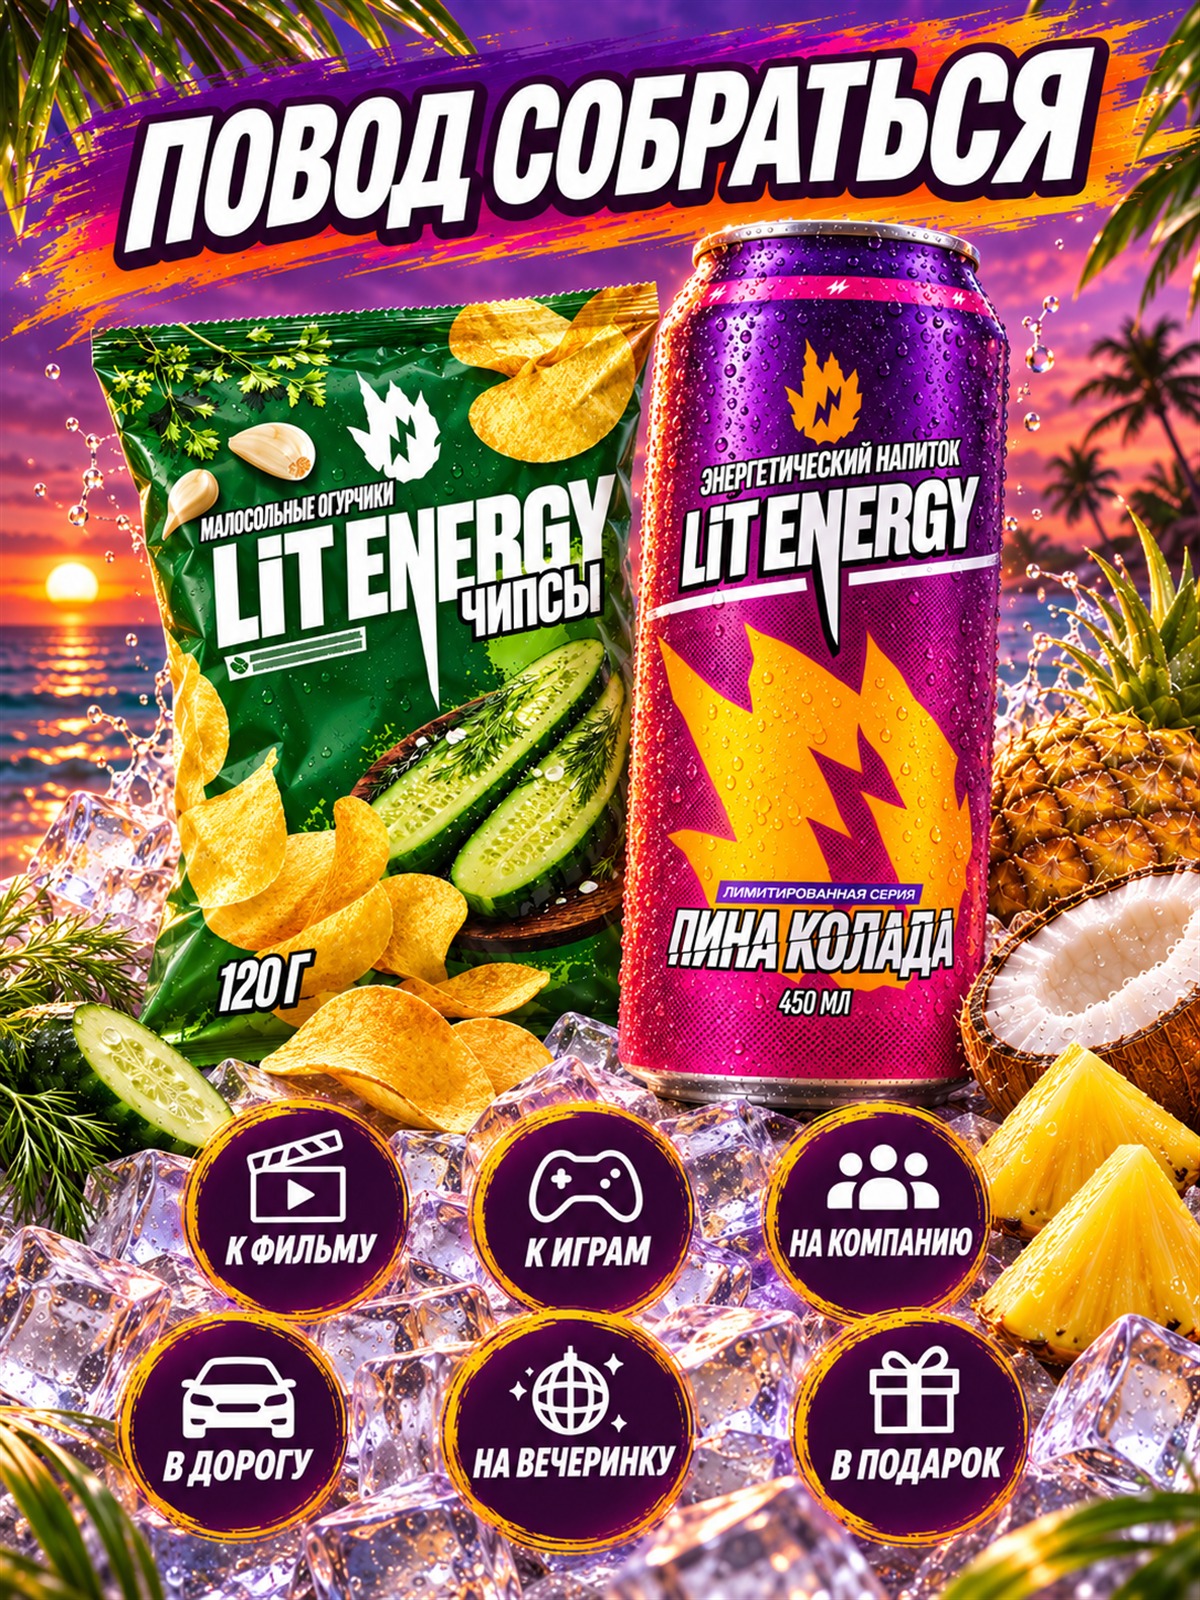 ПОВОД СОБРАТЬСЯ
МАЛОСОЛЬНЫЕ ОГУРЧИКИ
LiT ENERGY
ЧИПСЫ
120 Г
ЭНЕРГЕТИЧЕСКИЙ НАПИТОК
LiT ENERGY
ЛИМИТИРОВАННАЯ СЕРИЯ
ПИНА КОЛАДА
450 МЛ
К ФИЛЬМУ
К ИГРАМ
НА КОМПАНИЮ
В ДОРОГУ
НА ВЕЧЕРИНКУ
В ПОДАРОК